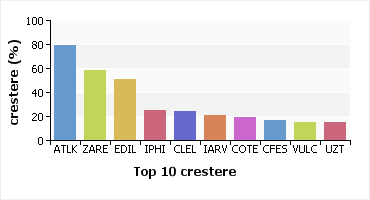 crestere (%)
100
80
60
40
20
0
ATLK ZARE EDIL IPHI CLEL IARV COTE CFES VULC UZT
Top 10 crestere